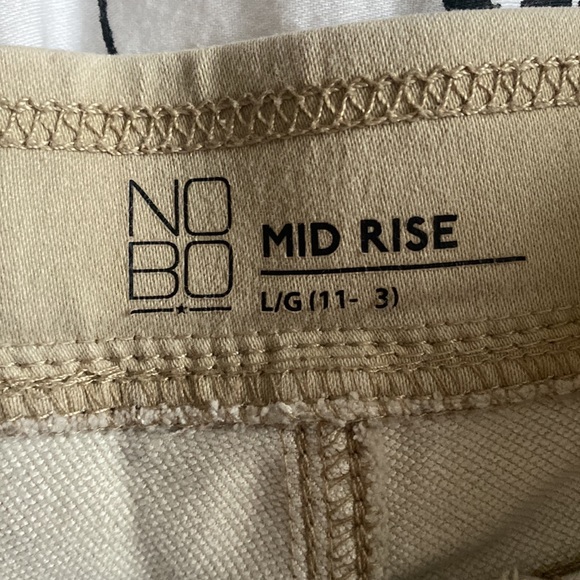 NO
BO
MID RISE
L/G (11- 3)